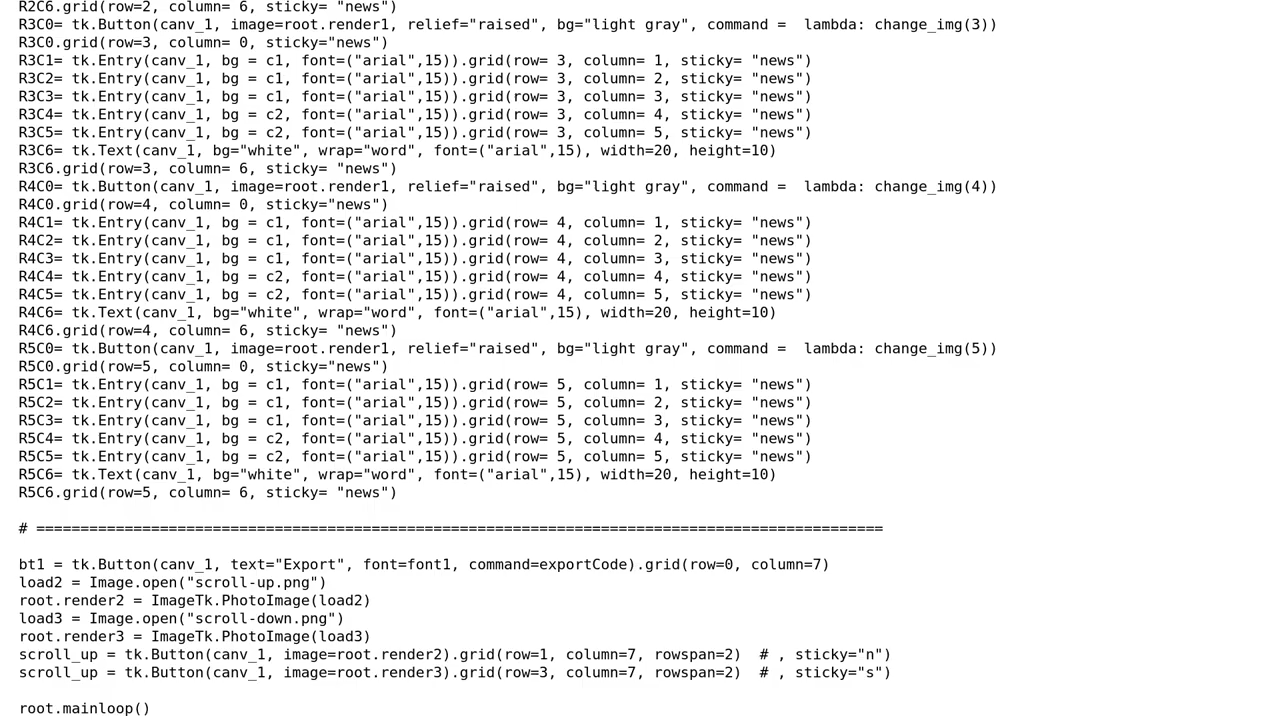 R2C6.grid(row=2, column= 6, sticky= "news")
R3C0= tk.Button(canv_1, image=root.render1, relief="raised", bg="light gray", command =  lambda: change_img(3))
R3C0.grid(row=3, column= 0, sticky="news")
R3C1= tk.Entry(canv_1, bg = c1, font=("arial",15)).grid(row= 3, column= 1, sticky= "news")
R3C2= tk.Entry(canv_1, bg = c1, font=("arial",15)).grid(row= 3, column= 2, sticky= "news")
R3C3= tk.Entry(canv_1, bg = c1, font=("arial",15)).grid(row= 3, column= 3, sticky= "news")
R3C4= tk.Entry(canv_1, bg = c2, font=("arial",15)).grid(row= 3, column= 4, sticky= "news")
R3C5= tk.Entry(canv_1, bg = c2, font=("arial",15)).grid(row= 3, column= 5, sticky= "news")
R3C6= tk.Text(canv_1, bg="white", wrap="word", font=("arial",15), width=20, height=10)
R3C6.grid(row=3, column= 6, sticky= "news")
R4C0= tk.Button(canv_1, image=root.render1, relief="raised", bg="light gray", command =  lambda: change_img(4))
R4C0.grid(row=4, column= 0, sticky="news")
R4C1= tk.Entry(canv_1, bg = c1, font=("arial",15)).grid(row= 4, column= 1, sticky= "news")
R4C2= tk.Entry(canv_1, bg = c1, font=("arial",15)).grid(row= 4, column= 2, sticky= "news")
R4C3= tk.Entry(canv_1, bg = c1, font=("arial",15)).grid(row= 4, column= 3, sticky= "news")
R4C4= tk.Entry(canv_1, bg = c2, font=("arial",15)).grid(row= 4, column= 4, sticky= "news")
R4C5= tk.Entry(canv_1, bg = c2, font=("arial",15)).grid(row= 4, column= 5, sticky= "news")
R4C6= tk.Text(canv_1, bg="white", wrap="word", font=("arial",15), width=20, height=10)
R4C6.grid(row=4, column= 6, sticky= "news")
R5C0= tk.Button(canv_1, image=root.render1, relief="raised", bg="light gray", command =  lambda: change_img(5))
R5C0.grid(row=5, column= 0, sticky="news")
R5C1= tk.Entry(canv_1, bg = c1, font=("arial",15)).grid(row= 5, column= 1, sticky= "news")
R5C2= tk.Entry(canv_1, bg = c1, font=("arial",15)).grid(row= 5, column= 2, sticky= "news")
R5C3= tk.Entry(canv_1, bg = c1, font=("arial",15)).grid(row= 5, column= 3, sticky= "news")
R5C4= tk.Entry(canv_1, bg = c2, font=("arial",15)).grid(row= 5, column= 4, sticky= "news")
R5C5= tk.Entry(canv_1, bg = c2, font=("arial",15)).grid(row= 5, column= 5, sticky= "news")
R5C6= tk.Text(canv_1, bg="white", wrap="word", font=("arial",15), width=20, height=10)
R5C6.grid(row=5, column= 6, sticky= "news")

# ================================================================================================

bt1 = tk.Button(canv_1, text="Export", font=font1, command=exportCode).grid(row=0, column=7)
load2 = Image.open("scroll-up.png")
root.render2 = ImageTk.PhotoImage(load2)
load3 = Image.open("scroll-down.png")
root.render3 = ImageTk.PhotoImage(load3)
scroll_up = tk.Button(canv_1, image=root.render2).grid(row=1, column=7, rowspan=2)  # , sticky="n")
scroll_up = tk.Button(canv_1, image=root.render3).grid(row=3, column=7, rowspan=2)  # , sticky="s")

root.mainloop()